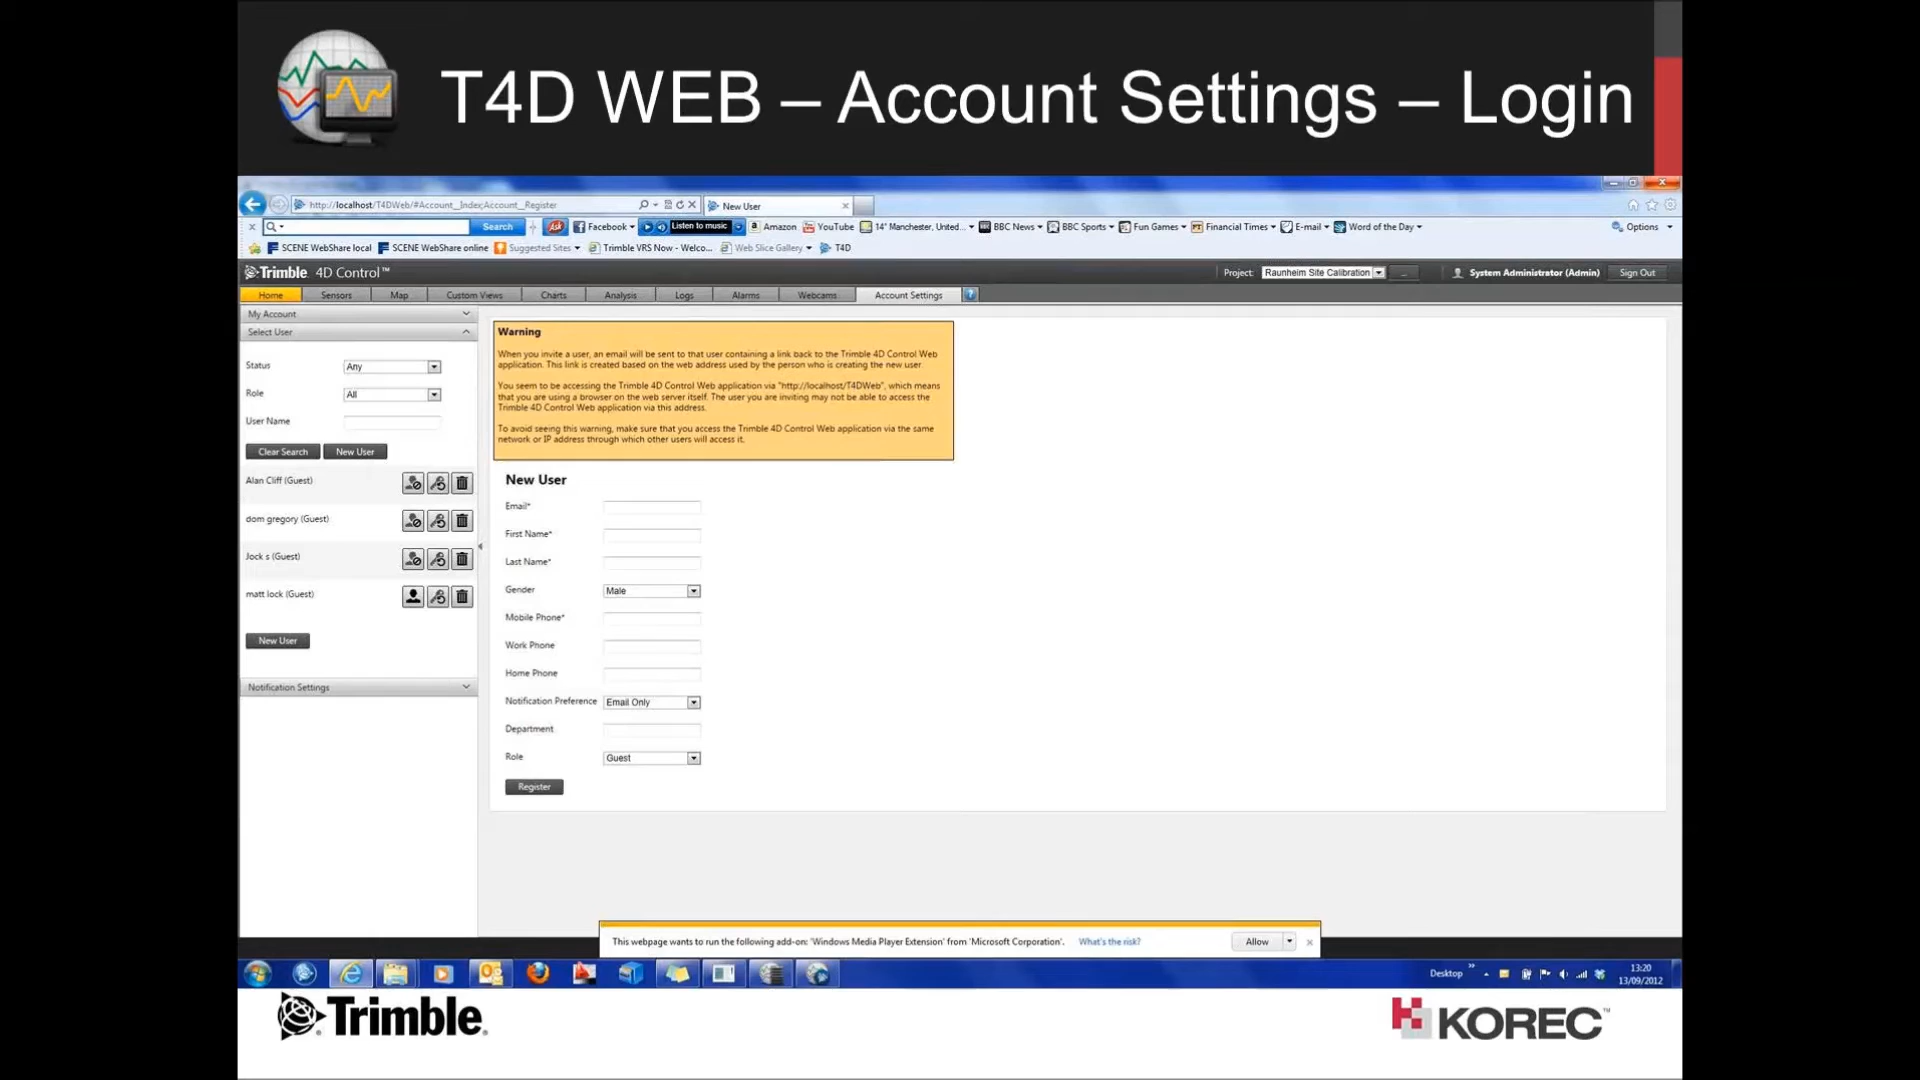 T4D WEB – Account Settings – Login
http://localhost/T4DWeb/#Account_Index;Account_Register
New User
Search
Facebook
Listen to music
Amazon
YouTube
14° Manchester, United...
BBC News
BBC Sports
Fun Games
Financial Times
E-mail
Word of the Day
Options
SCENE WebShare local
SCENE WebShare online
Suggested Sites
Trimble VRS Now - Welco...
Web Slice Gallery
T4D
Trimble 4D Control™
Project:
Raunheim Site Calibration
...
System Administrator (Admin)
Sign Out
Home
Sensors
Map
Custom Views
Charts
Analysis
Logs
Alarms
Webcams
Account Settings
?
My Account
Select User
Status
Any
Role
All
User Name
Clear Search
New User
Alan Cliff (Guest)
dom gregory (Guest)
Jock s (Guest)
matt lock (Guest)
New User
Notification Settings
Warning
When you invite a user, an email will be sent to that user containing a link back to the Trimble 4D Control Web
application. This link is created based on the web address used by the person who is creating the new user.
You seem to be accessing the Trimble 4D Control Web application via "http://localhost/T4DWeb", which means
that you are using a browser on the web server itself. The user you are inviting may not be able to access the
Trimble 4D Control Web application via this address.
To avoid seeing this warning, make sure that you access the Trimble 4D Control Web application via the same
network or IP address through which other users will access it.
New User
Email*
First Name*
Last Name*
Gender
Male
Mobile Phone*
Work Phone
Home Phone
Notification Preference
Email Only
Department
Role
Guest
Register
This webpage wants to run the following add-on: 'Windows Media Player Extension' from 'Microsoft Corporation'.
What's the risk?
Allow
Desktop
13:20
13/09/2012
Trimble
KOREC™